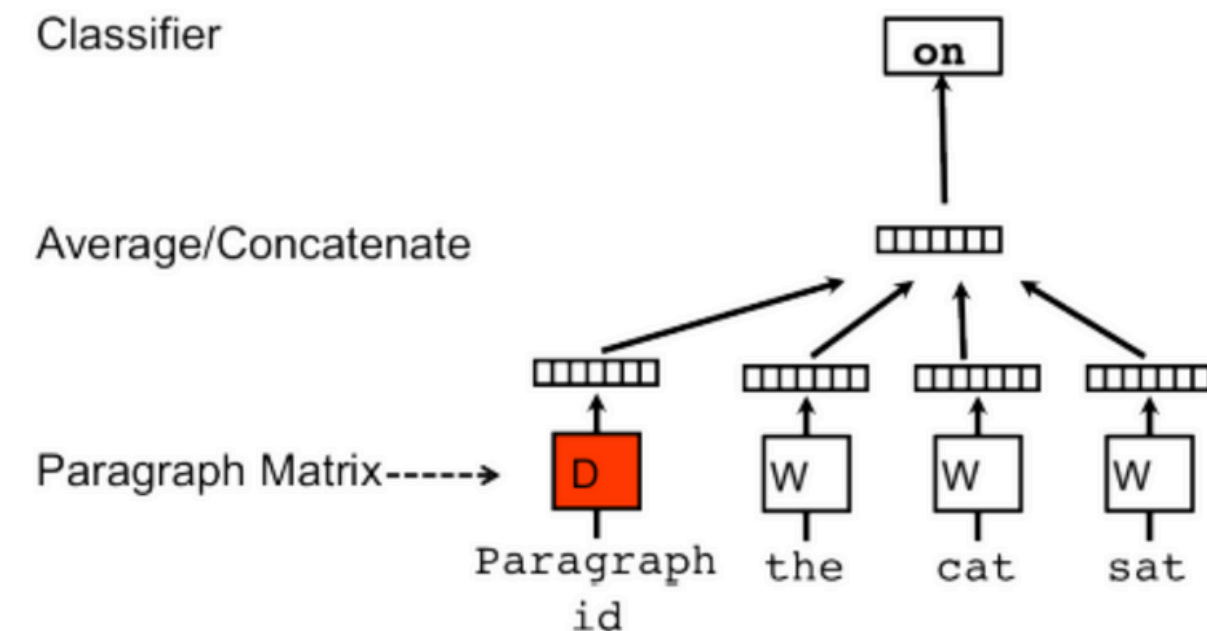 Classifier
on
Average/Concatenate
Paragraph Matrix
D
W
W
W
Paragraph
id
the
cat
sat